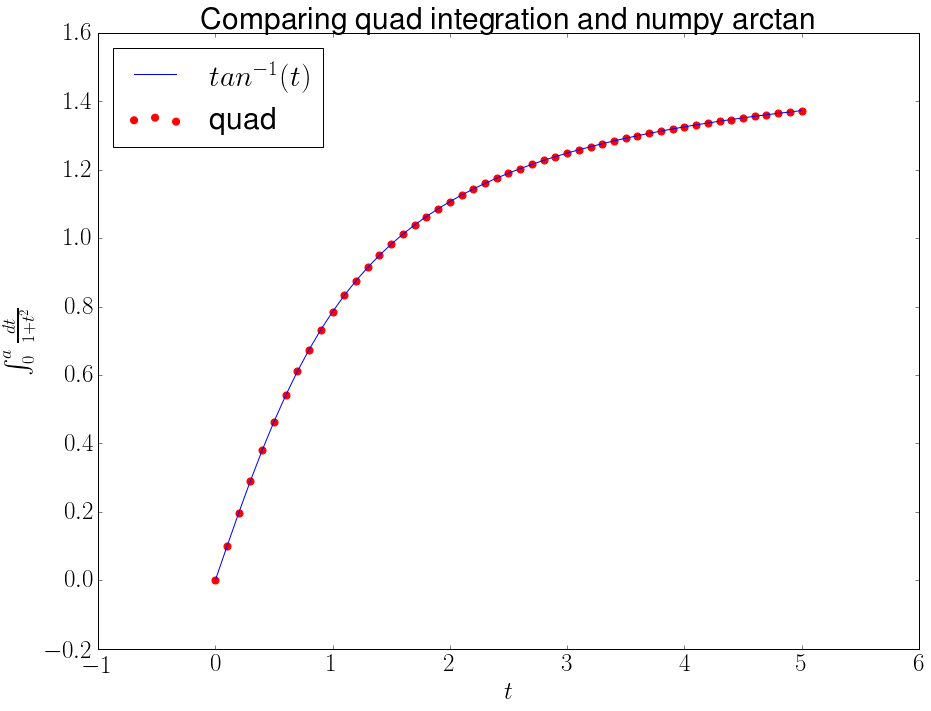 Comparing quad integration and numpy arctan
1.6
1.4
1.2
1.0
0.8
0.6
0.4
0.2
0.0
−0.2
tan⁻¹(t)
quad
∫₀ᵃ dt/(1+t²)
−1 0 1 2 3 4 5 6
t